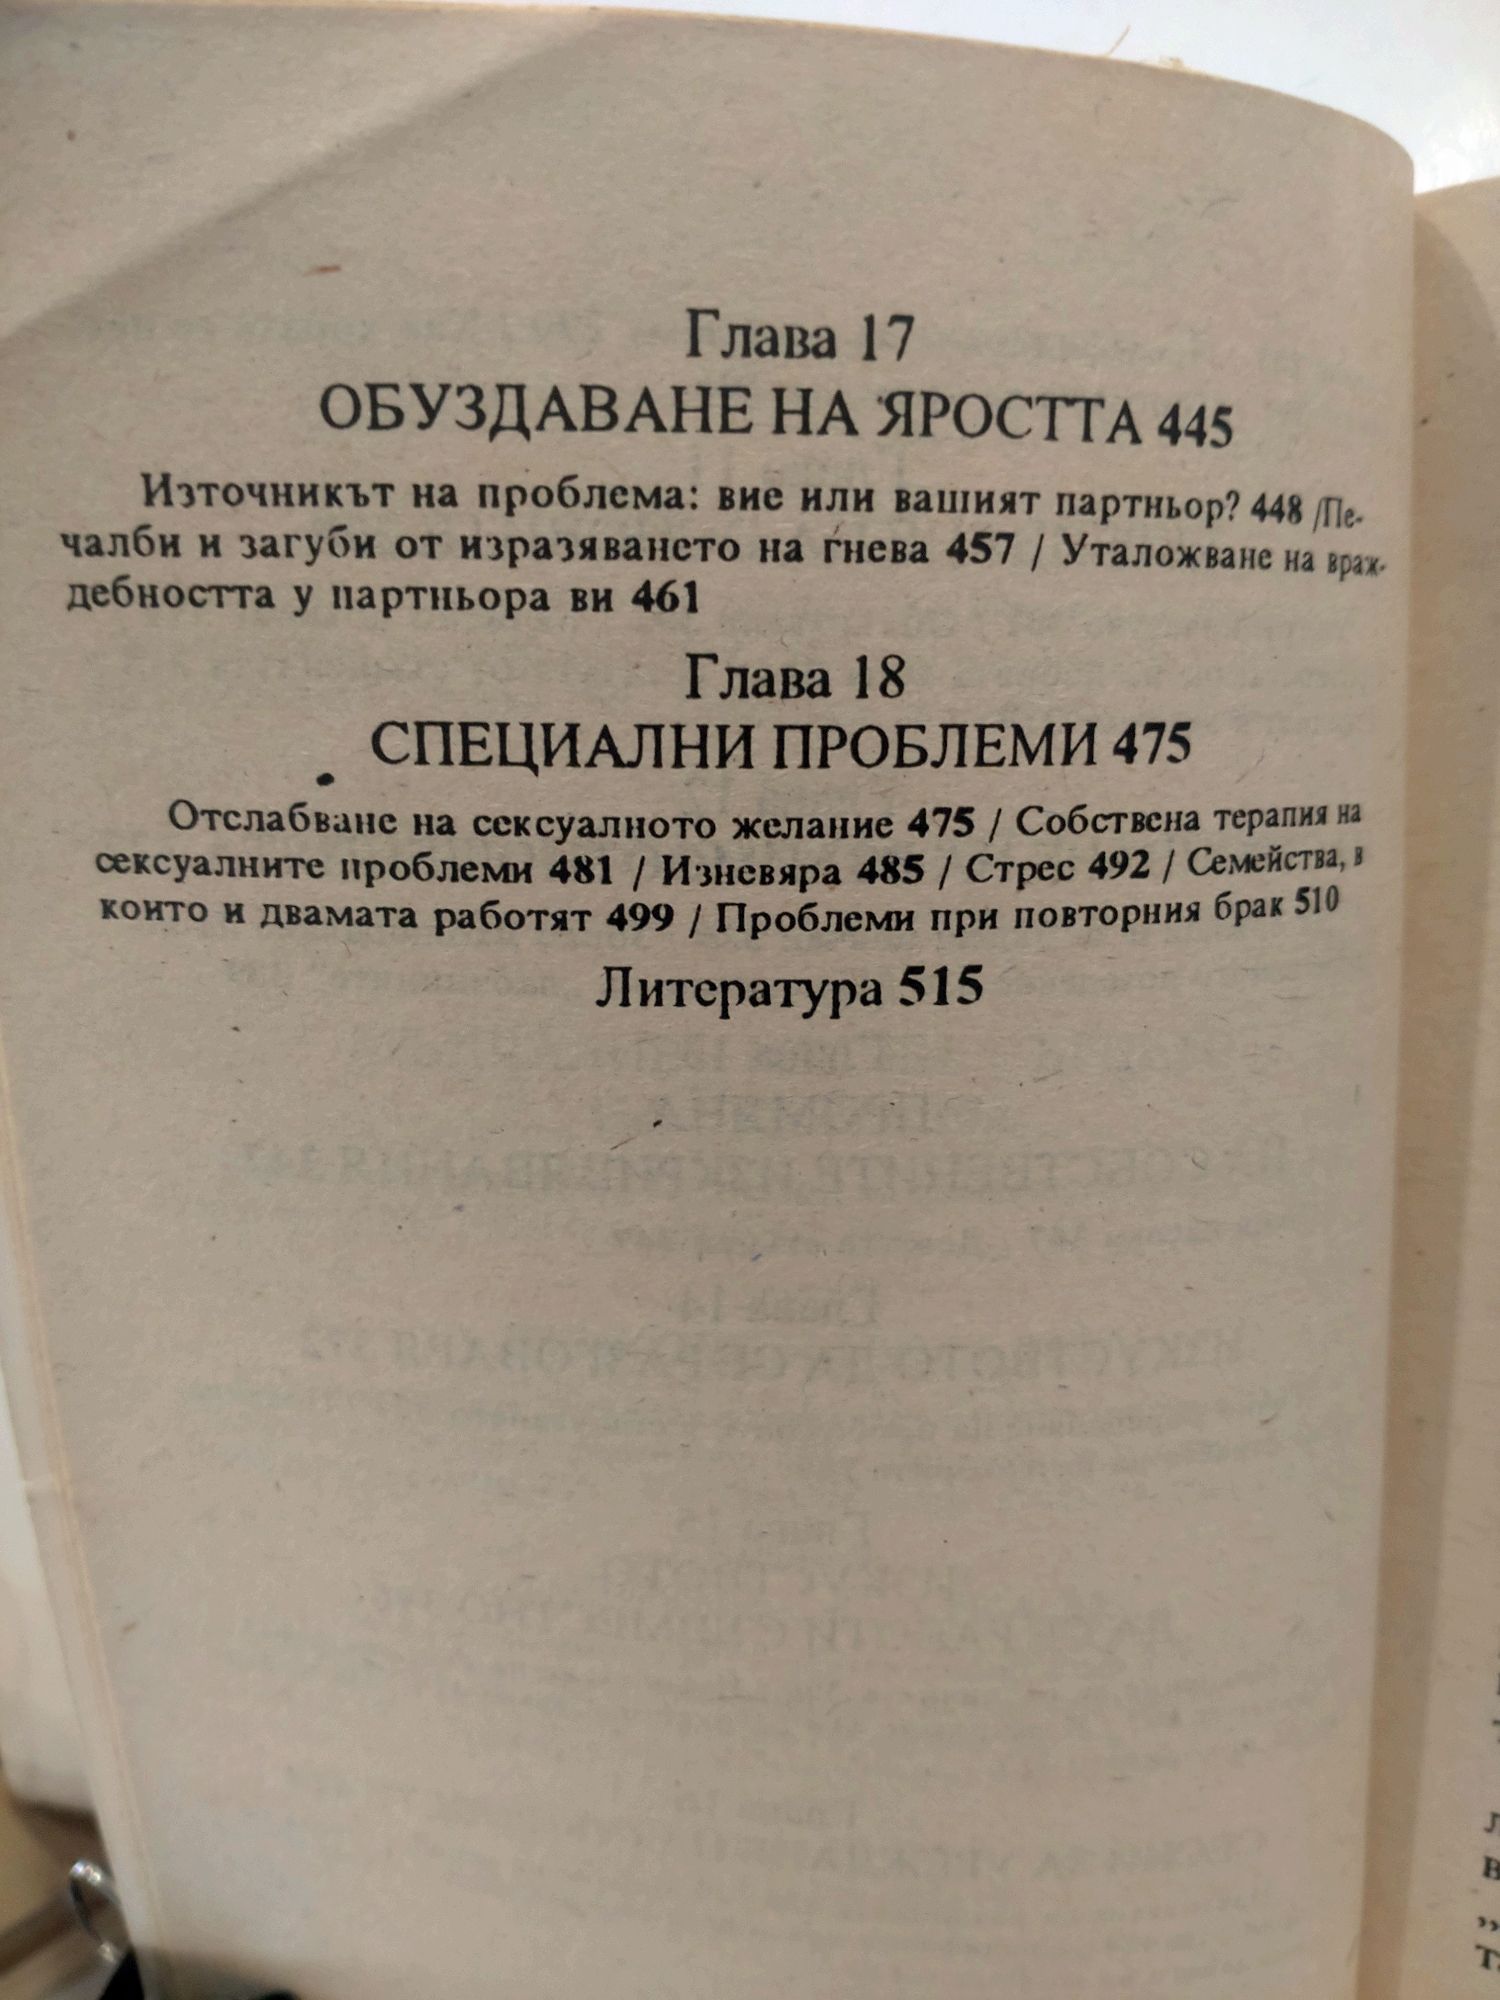 Глава 17
ОБУЗДАВАНЕ НА ЯРОСТТА 445
Източникът на проблема: вие или вашият партньор? 448 /Пе-
чалби и загуби от изразяването на гнева 457 / Уталожване на враж-
дебността у партньора ви 461
Глава 18
СПЕЦИАЛНИ ПРОБЛЕМИ 475
Отслабване на сексуалното желание 475 / Собствена терапия на
сексуалните проблеми 481 / Изневяра 485 / Стрес 492 / Семейства, в
които и двамата работят 499 / Проблеми при повторния брак 510
Литература 515